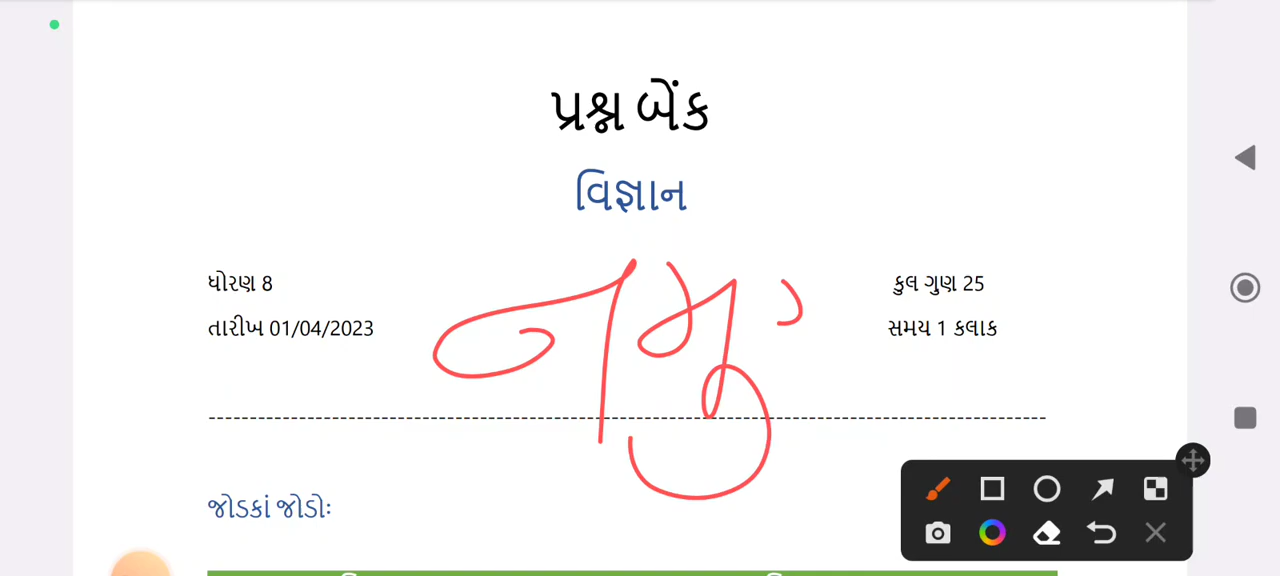 પ્રશ્ન બેંક
વિજ્ઞાન
ધોરણ 8
કુલ ગુણ 25
તારીખ 01/04/2023
સમય 1 કલાક
જોડકાં જોડોઃ